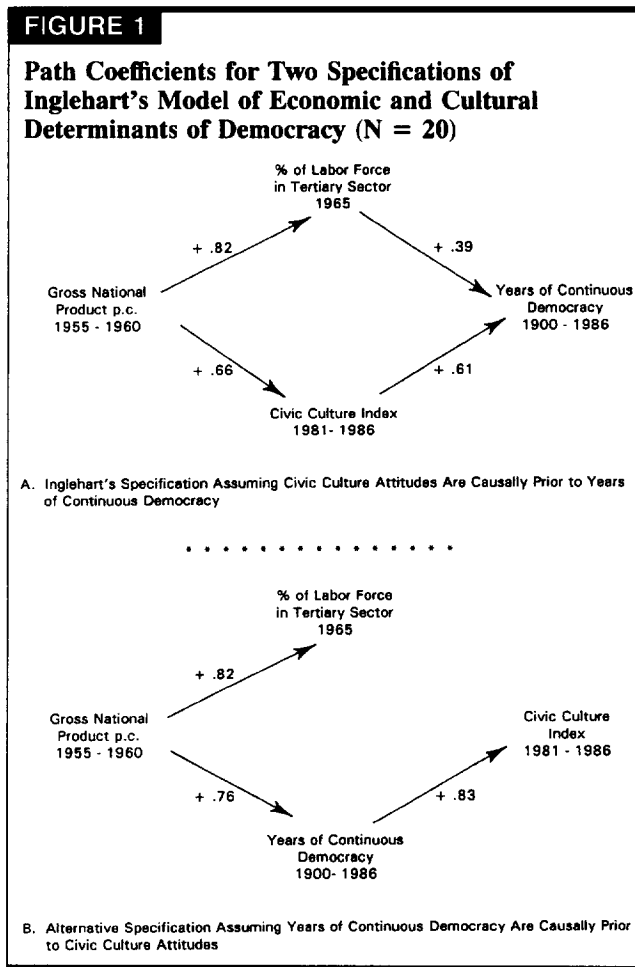 FIGURE 1
Path Coefficients for Two Specifications of
Inglehart's Model of Economic and Cultural
Determinants of Democracy (N = 20)
% of Labor Force
in Tertiary Sector
1965
+ .82
+ .39
Gross National
Product p.c.
1955 - 1960
Years of Continuous
Democracy
1900 - 1986
+ .66
+ .61
Civic Culture Index
1981- 1986
A. Inglehart's Specification Assuming Civic Culture Attitudes Are Causally Prior to Years
of Continuous Democracy
% of Labor Force
in Tertiary Sector
1965
+ .82
Gross National
Product p.c.
1955 - 1960
Civic Culture
Index
1981 - 1986
+ .76
+ .83
Years of Continuous
Democracy
1900- 1986
B. Alternative Specification Assuming Years of Continuous Democracy Are Causally Prior
to Civic Culture Attitudes